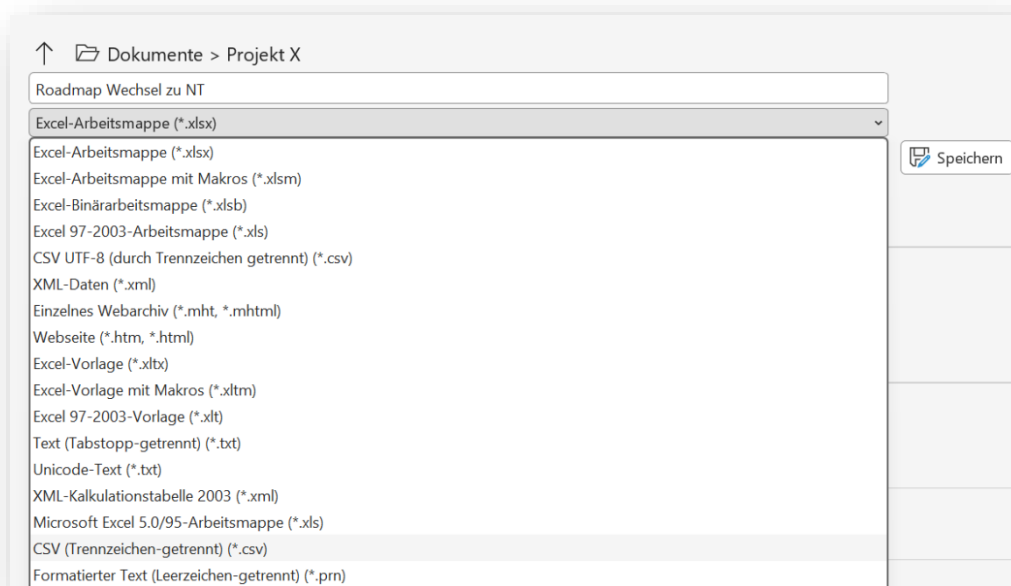 Dokumente > Projekt X
Roadmap Wechsel zu NT
Excel-Arbeitsmappe (*.xlsx)
Excel-Arbeitsmappe (*.xlsx)
Speichern
Excel-Arbeitsmappe mit Makros (*.xlsm)
Excel-Binärarbeitsmappe (*.xlsb)
Excel 97-2003-Arbeitsmappe (*.xls)
CSV UTF-8 (durch Trennzeichen getrennt) (*.csv)
XML-Daten (*.xml)
Einzelnes Webarchiv (*.mht, *.mhtml)
Webseite (*.htm, *.html)
Excel-Vorlage (*.xltx)
Excel-Vorlage mit Makros (*.xltm)
Excel 97-2003-Vorlage (*.xlt)
Text (Tabstopp-getrennt) (*.txt)
Unicode-Text (*.txt)
XML-Kalkulationstabelle 2003 (*.xml)
Microsoft Excel 5.0/95-Arbeitsmappe (*.xls)
CSV (Trennzeichen-getrennt) (*.csv)
Formatierter Text (Leerzeichen-getrennt) (*.prn)